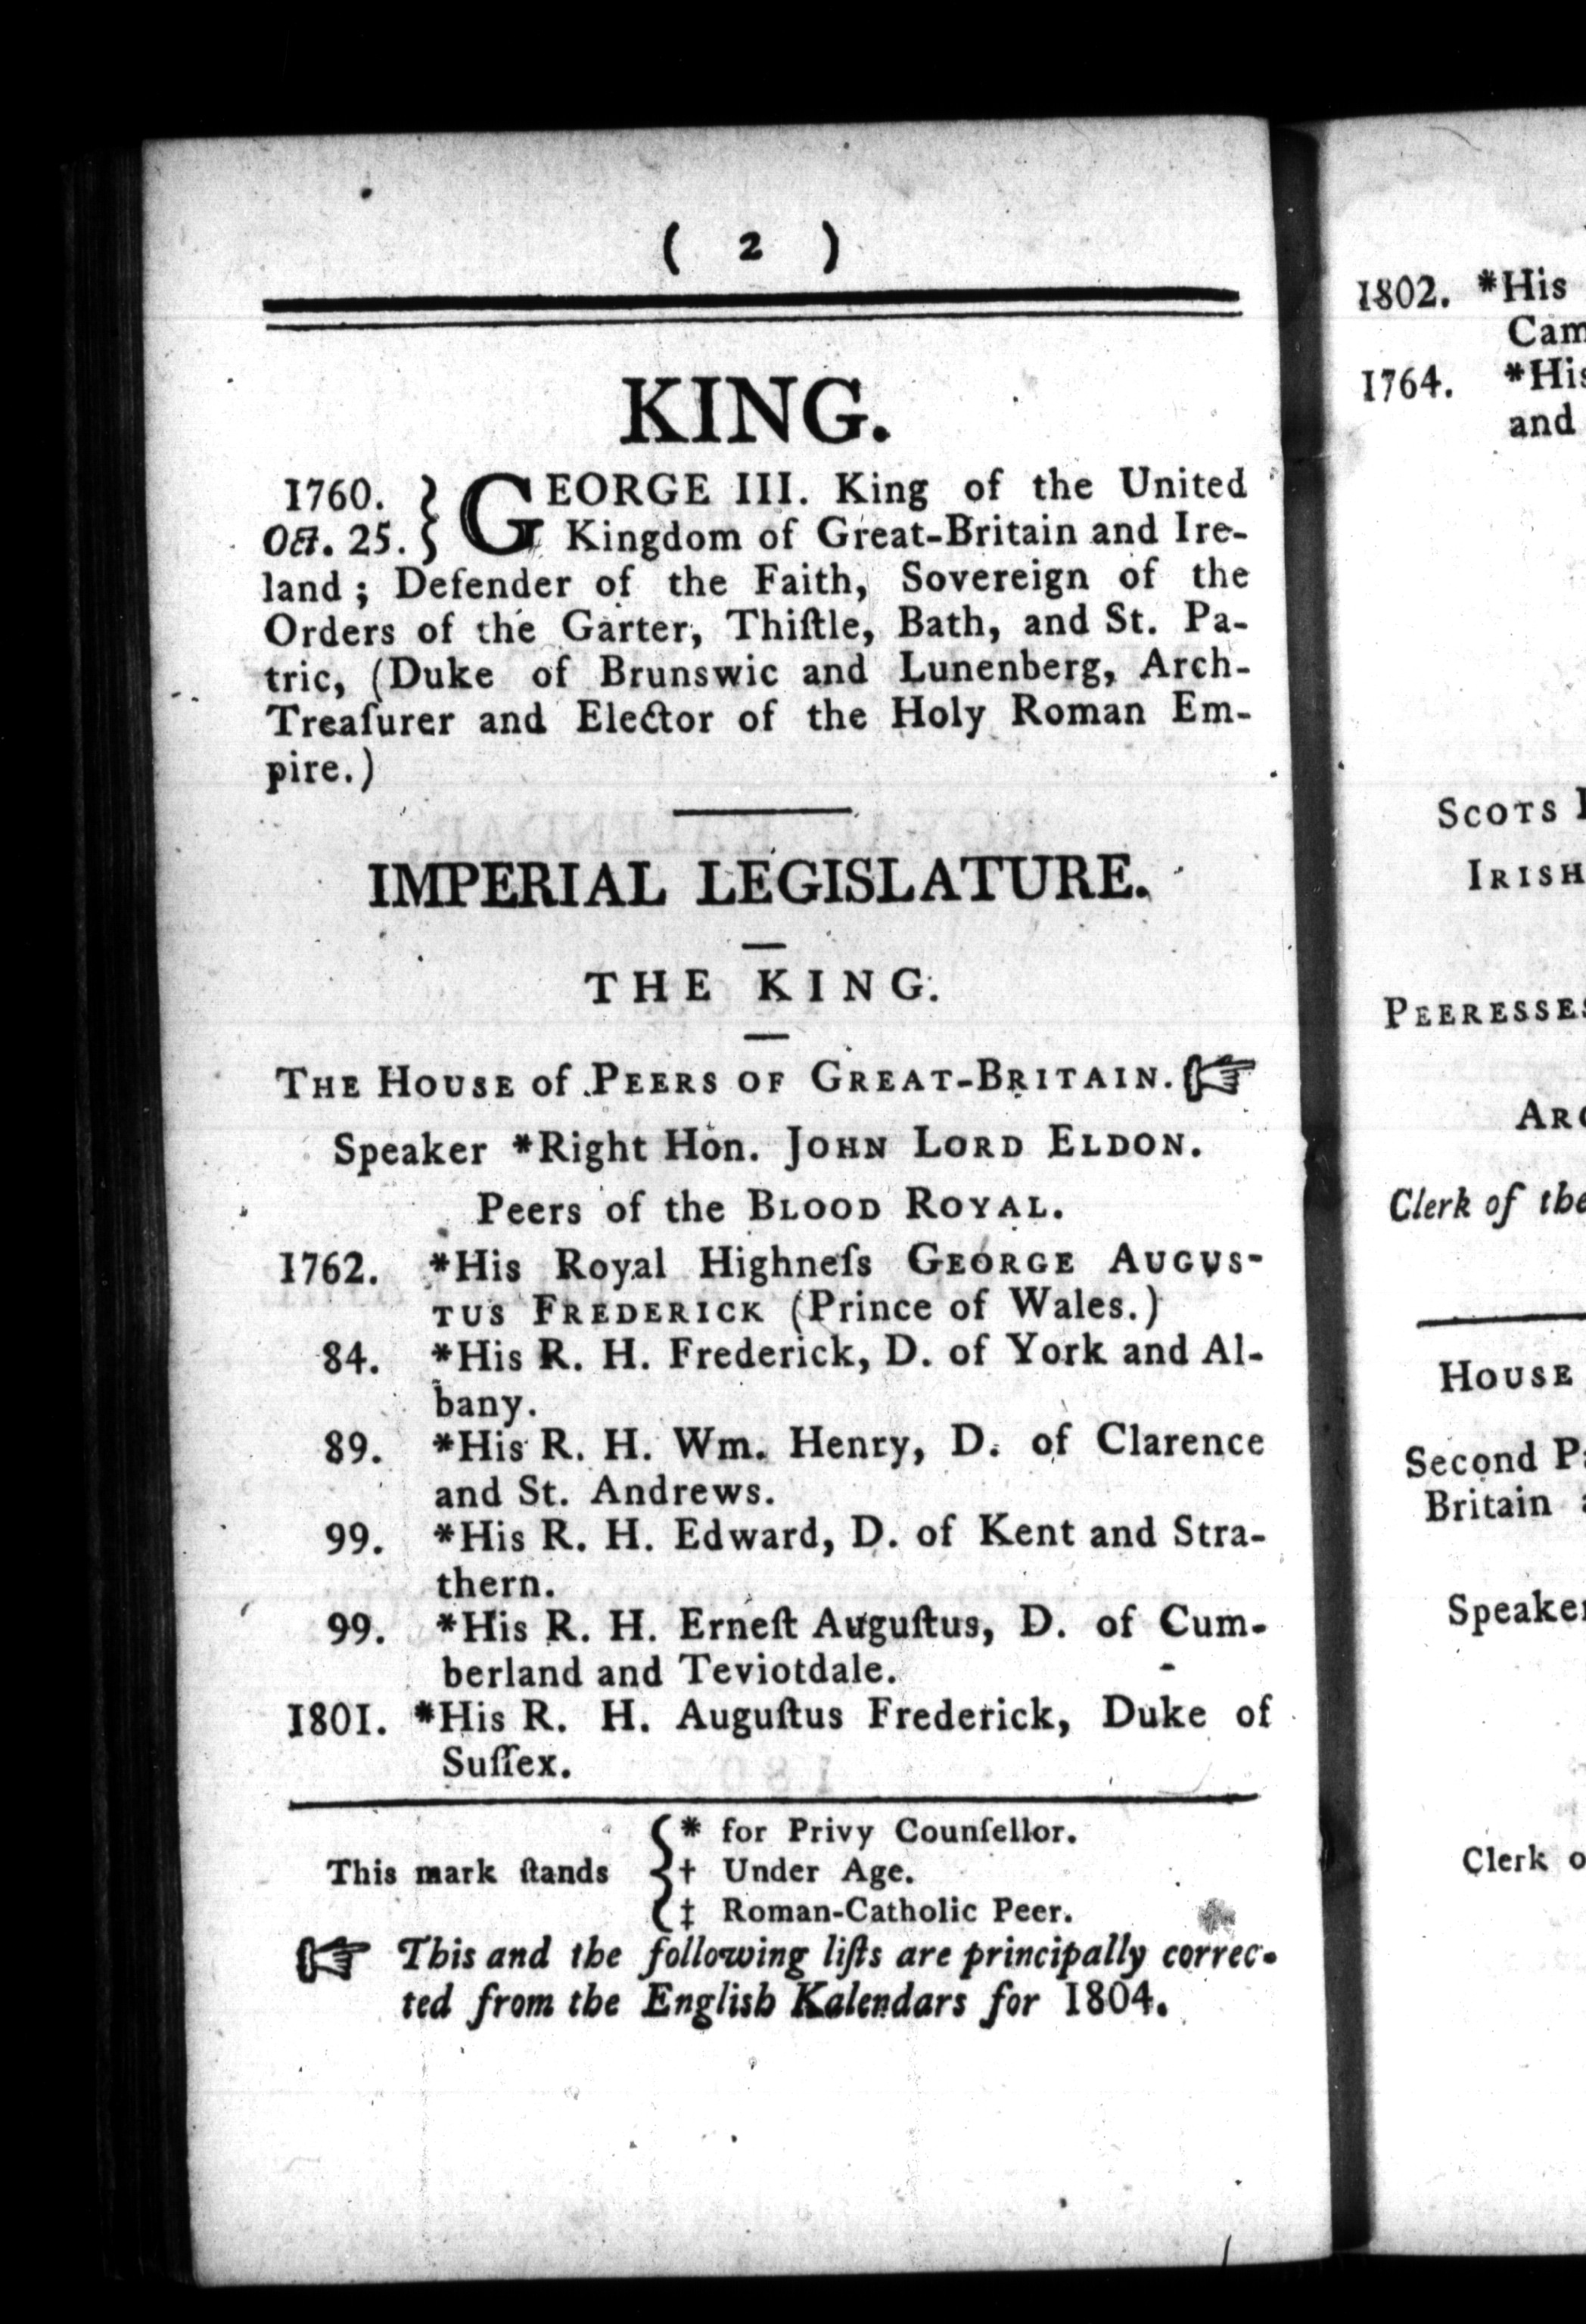 ( 2 )
KING.
1760. } GEORGE III. King of the United
Oct. 25. } Kingdom of Great-Britain and Ire-
land ; Defender of the Faith, Sovereign of the
Orders of the Garter, Thiſtle, Bath, and St. Pa-
tric, (Duke of Brunswic and Lunenberg, Arch-
Treaſurer and Elector of the Holy Roman Em-
pire.)
IMPERIAL LEGISLATURE.
THE KING.
THE HOUSE of PEERS OF GREAT-BRITAIN. ☞
Speaker *Right Hon. JOHN LORD ELDON.
Peers of the BLOOD ROYAL.
1762. *His Royal Highneſs GEORGE AUGUS-
TUS FREDERICK (Prince of Wales.)
84. *His R. H. Frederick, D. of York and Al-
bany.
89. *His R. H. Wm. Henry, D. of Clarence
and St. Andrews.
99. *His R. H. Edward, D. of Kent and Stra-
thern.
99. *His R. H. Erneſt Auguſtus, D. of Cum-
berland and Teviotdale.
1801. *His R. H. Auguſtus Frederick, Duke of
Suſſex.
* for Privy Counſellor.
This mark ſtands { † Under Age.
‡ Roman-Catholic Peer.
☞ This and the following liſts are principally correc-
ted from the English Kalendars for 1804.
1802. *His
Cam
1764. *His
and
SCOTS
IRISH
PEERESSES
ARC
Clerk of the
HOUSE
Second Pa
Britain
Speaker
Clerk o